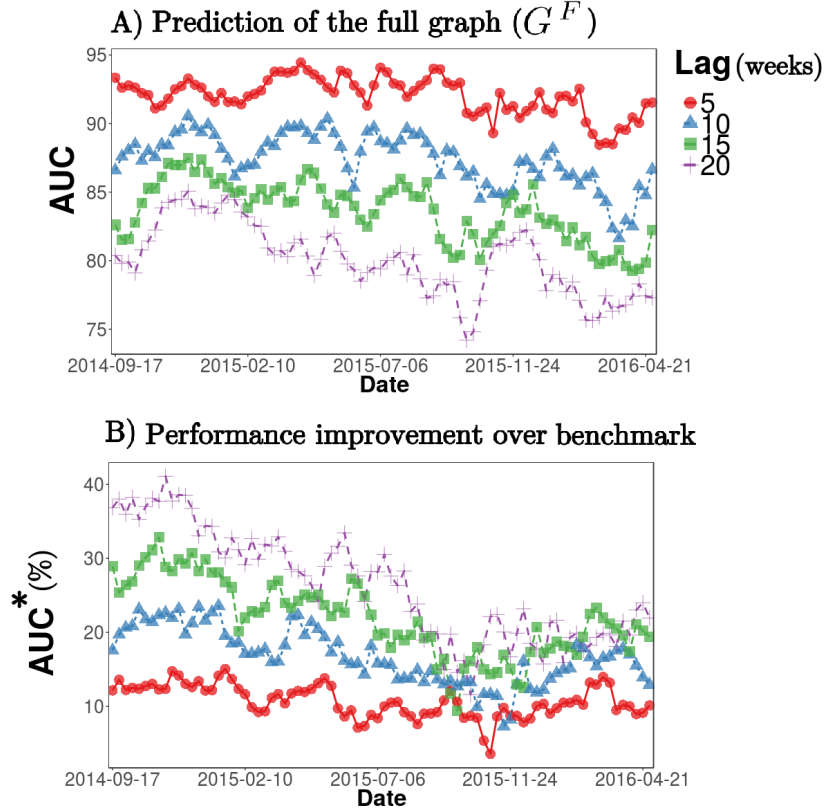 A) Prediction of the full graph (G^F)
95
90
85
80
75
AUC
2014-09-17 2015-02-10 2015-07-06 2015-11-24 2016-04-21
Date
Lag (weeks)
5
10
15
20
B) Performance improvement over benchmark
40
30
20
10
AUC* (%)
2014-09-17 2015-02-10 2015-07-06 2015-11-24 2016-04-21
Date